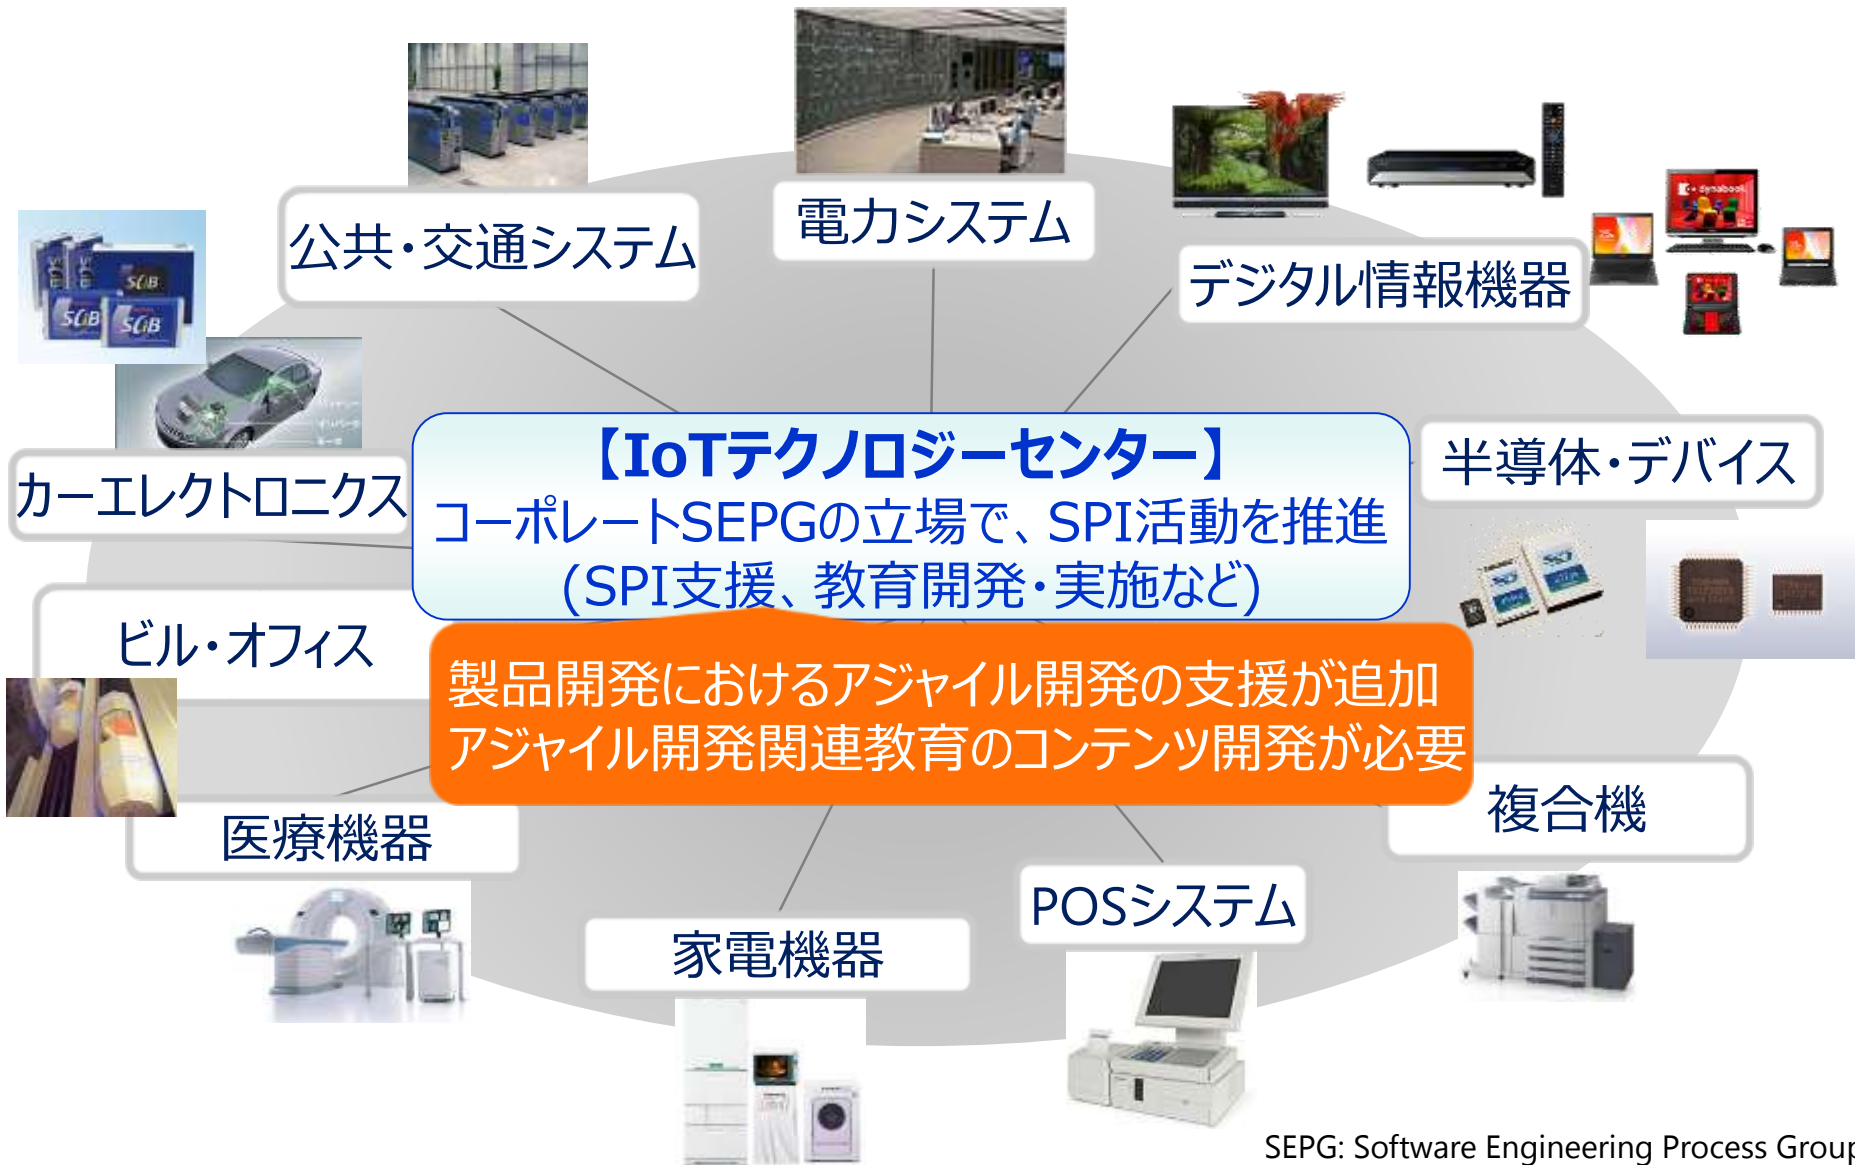 電力システム
公共・交通システム
デジタル情報機器
dynabook
SCiB
SCiB
SCiB
カーエレクトロニクス
【IoTテクノロジーセンター】
コーポレートSEPGの立場で、SPI活動を推進
(SPI支援、教育開発・実施など)
半導体・デバイス
ビル・オフィス
製品開発におけるアジャイル開発の支援が追加
アジャイル開発関連教育のコンテンツ開発が必要
複合機
医療機器
POSシステム
家電機器
SEPG: Software Engineering Process Group